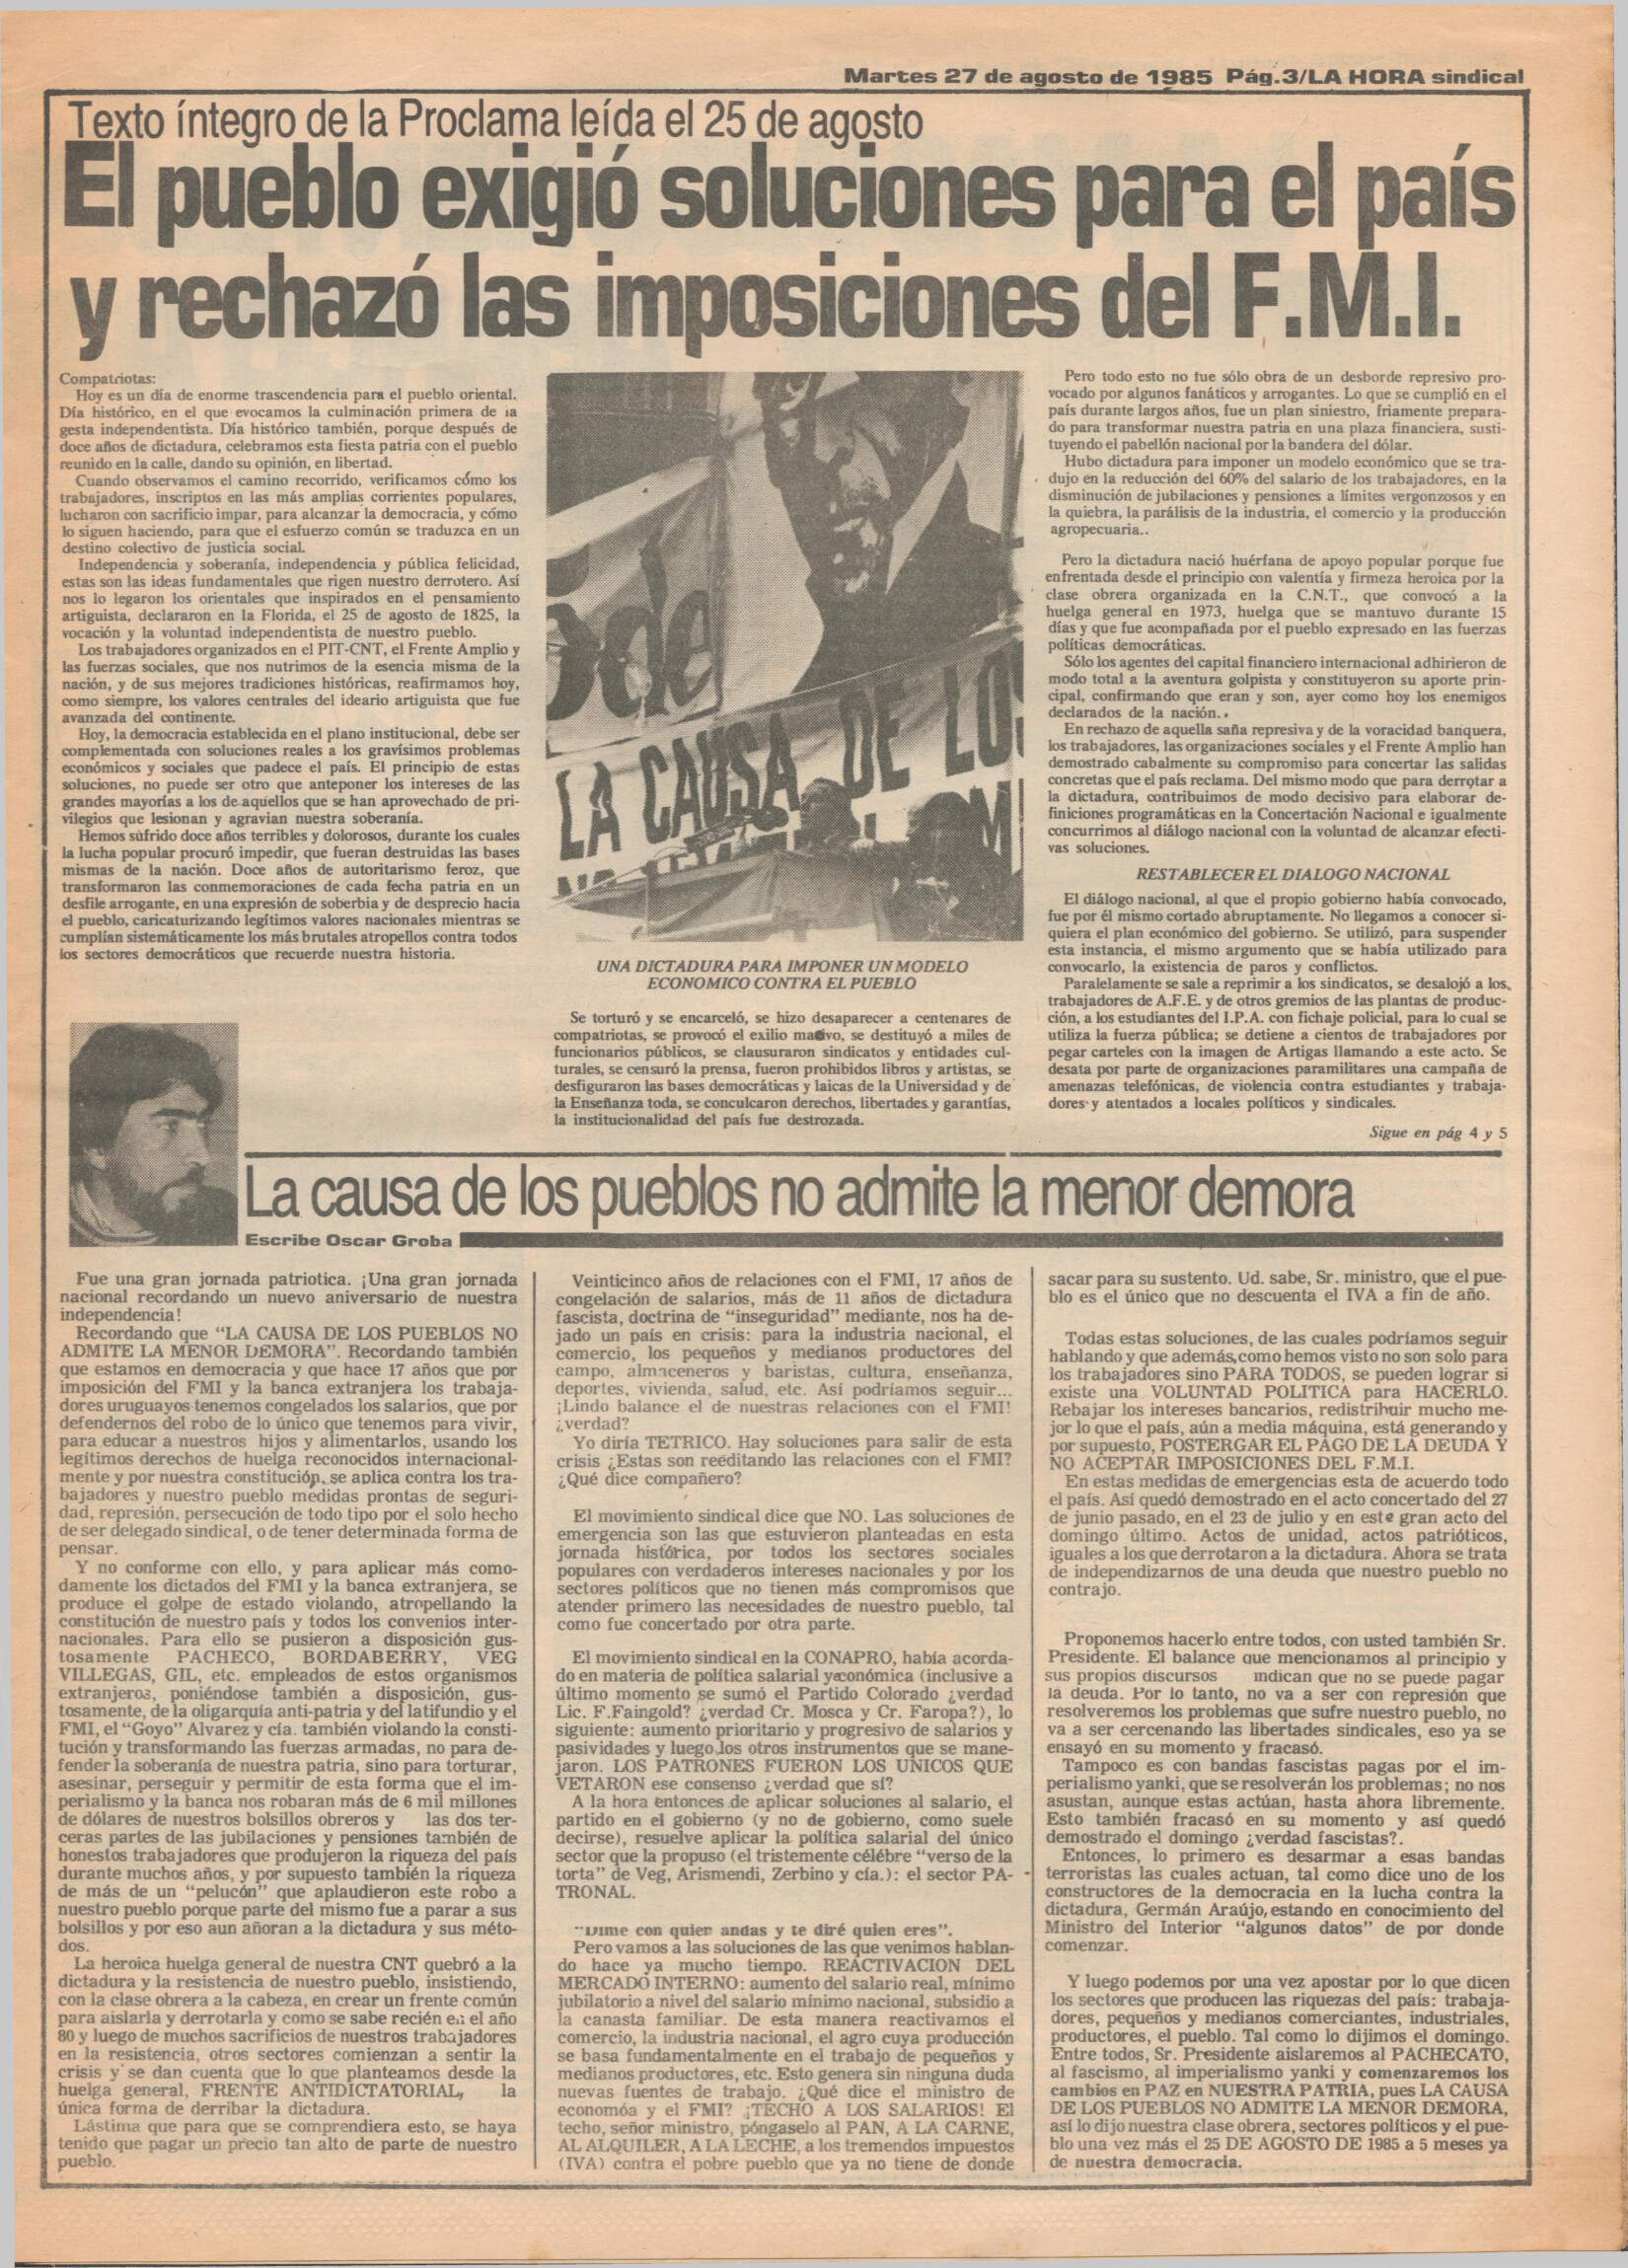 Martes 27 de agosto de 1985 Pág.3/LA HORA sindical
Texto íntegro de la Proclama leída el 25 de agosto
El pueblo exigió soluciones para el país
y rechazó las imposiciones del F.M.I.
Compatriotas:
Hoy es un día de enorme trascendencia para el pueblo oriental.
Día histórico, en el que evocamos la culminación primera de la
gesta independentista. Día histórico también, porque después de
doce años de dictadura, celebramos esta fiesta patria con el pueblo
reunido en la calle, dando su opinión, en libertad.
Cuando observamos el camino recorrido, verificamos cómo los
trabajadores, inscriptos en las más amplias corrientes populares,
lucharon con sacrificio impar, para alcanzar la democracia, y cómo
lo siguen haciendo, para que el esfuerzo común se traduzca en un
destino colectivo de justicia social.
Independencia y soberanía, independencia y pública felicidad,
estas son las ideas fundamentales que rigen nuestro derrotero. Así
nos lo legaron los orientales que inspirados en el pensamiento
artiguista, declararon en la Florida, el 25 de agosto de 1825, la
vocación y la voluntad independentista de nuestro pueblo.
Los trabajadores organizados en el PIT-CNT, el Frente Amplio y
las fuerzas sociales, que nos nutrimos de la esencia misma de la
nación, y de sus mejores tradiciones históricas, reafirmamos hoy,
como siempre, los valores centrales del ideario artiguista que fue
avanzada del continente.
Hoy, la democracia establecida en el plano institucional, debe ser
complementada con soluciones reales a los gravísimos problemas
económicos y sociales que padece el país. El principio de estas
soluciones, no puede ser otro que anteponer los intereses de las
grandes mayorías a los de aquellos que se han aprovechado de pri-
vilegios que lesionan y agravian nuestra soberanía.
Hemos sufrido doce años terribles y dolorosos, durante los cuales
la lucha popular procuró impedir, que fueran destruidas las bases
mismas de la nación. Doce años de autoritarismo feroz, que
transformaron las conmemoraciones de cada fecha patria en un
desfile arrogante, en una expresión de soberbia y de desprecio hacia
el pueblo, caricaturizando legítimos valores nacionales mientras se
cumplían sistemáticamente los más brutales atropellos contra todos
los sectores democráticos que recuerde nuestra historia.
LA CAUSA DE LOS
UNA DICTADURA PARA IMPONER UN MODELO
ECONOMICO CONTRA EL PUEBLO
Se torturó y se encarceló, se hizo desaparecer a centenares de
compatriotas, se provocó el exilio masivo, se destituyó a miles de
funcionarios públicos, se clausuraron sindicatos y entidades cul-
turales, se censuró la prensa, fueron prohibidos libros y artistas, se
desfiguraron las bases democráticas y laicas de la Universidad y de
la Enseñanza toda, se conculcaron derechos, libertades y garantías,
la institucionalidad del país fue destrozada.
Pero todo esto no fue sólo obra de un desborde represivo pro-
vocado por algunos fanáticos y arrogantes. Lo que se cumplió en el
país durante largos años, fue un plan siniestro, friamente prepara-
do para transformar nuestra patria en una plaza financiera, susti-
tuyendo el pabellón nacional por la bandera del dólar.
Hubo dictadura para imponer un modelo económico que se tra-
dujo en la reducción del 60% del salario de los trabajadores, en la
disminución de jubilaciones y pensiones a límites vergonzosos y en
la quiebra, la parálisis de la industria, el comercio y la producción
agropecuaria..
Pero la dictadura nació huérfana de apoyo popular porque fue
enfrentada desde el principio con valentía y firmeza heroica por la
clase obrera organizada en la C.N.T., que convocó a la
huelga general en 1973, huelga que se mantuvo durante 15
días y que fue acompañada por el pueblo expresado en las fuerzas
políticas democráticas.
Sólo los agentes del capital financiero internacional adhirieron de
modo total a la aventura golpista y constituyeron su aporte prin-
cipal, confirmando que eran y son, ayer como hoy los enemigos
declarados de la nación..
En rechazo de aquella saña represiva y de la voracidad banquera,
los trabajadores, las organizaciones sociales y el Frente Amplio han
demostrado cabalmente su compromiso para concertar las salidas
concretas que el país reclama. Del mismo modo que para derrotar a
la dictadura, contribuimos de modo decisivo para elaborar de-
finiciones programáticas en la Concertación Nacional e igualmente
concurrimos al diálogo nacional con la voluntad de alcanzar efecti-
vas soluciones.
RESTABLECER EL DIALOGO NACIONAL
El diálogo nacional, al que el propio gobierno había convocado,
fue por él mismo cortado abruptamente. No llegamos a conocer si-
quiera el plan económico del gobierno. Se utilizó, para suspender
esta instancia, el mismo argumento que se había utilizado para
convocarlo, la existencia de paros y conflictos.
Paralelamente se sale a reprimir a los sindicatos, se desalojó a los
trabajadores de A.F.E. y de otros gremios de las plantas de produc-
ción, a los estudiantes del I.P.A. con fichaje policial, para lo cual se
utiliza la fuerza pública; se detiene a cientos de trabajadores por
pegar carteles con la imagen de Artigas llamando a este acto. Se
desata por parte de organizaciones paramilitares una campaña de
amenazas telefónicas, de violencia contra estudiantes y trabaja-
dores y atentados a locales políticos y sindicales.
Sigue en pág 4 y 5
La causa de los pueblos no admite la menor demora
Escribe Oscar Groba
Fue una gran jornada patriotica. ¡Una gran jornada
nacional recordando un nuevo aniversario de nuestra
independencia!
Recordando que "LA CAUSA DE LOS PUEBLOS NO
ADMITE LA MENOR DEMORA". Recordando también
que estamos en democracia y que hace 17 años que por
imposición del FMI y la banca extranjera los trabaja-
dores uruguayos tenemos congelados los salarios, que por
defendernos del robo de lo único que tenemos para vivir,
para educar a nuestros hijos y alimentarlos, usando los
legítimos derechos de huelga reconocidos internacional-
mente y por nuestra constitución, se aplica contra los tra-
bajadores y nuestro pueblo medidas prontas de seguri-
dad, represión, persecución de todo tipo por el solo hecho
de ser delegado sindical, o de tener determinada forma de
pensar.
Y no conforme con ello, y para aplicar más como-
damente los dictados del FMI y la banca extranjera, se
produce el golpe de estado violando, atropellando la
constitución de nuestro país y todos los convenios inter-
nacionales. Para ello se pusieron a disposición gus-
tosamente PACHECO, BORDABERRY, VEG
VILLEGAS, GIL, etc. empleados de estos organismos
extranjeros, poniéndose también a disposición, gus-
tosamente, de la oligarquía anti-patria y del latifundio y el
FMI, el "Goyo" Alvarez y cía. también violando la consti-
tución y transformando las fuerzas armadas, no para de-
fender la soberanía de nuestra patria, sino para torturar,
asesinar, perseguir y permitir de esta forma que el im-
perialismo y la banca nos robaran más de 6 mil millones
de dólares de nuestros bolsillos obreros y las dos ter-
ceras partes de las jubilaciones y pensiones también de
honestos trabajadores que produjeron la riqueza del país
durante muchos años, y por supuesto también la riqueza
de más de un "pelucón" que aplaudieron este robo a
nuestro pueblo porque parte del mismo fue a parar a sus
bolsillos y por eso aun añoran a la dictadura y sus méto-
dos.
La heroica huelga general de nuestra CNT quebró a la
dictadura y la resistencia de nuestro pueblo, insistiendo,
con la clase obrera a la cabeza, en crear un frente común
para aislarla y derrotarla y como se sabe recién en el año
80 y luego de muchos sacrificios de nuestros trabajadores
en la resistencia, otros sectores comienzan a sentir la
crisis y se dan cuenta que lo que planteamos desde la
huelga general, FRENTE ANTIDICTATORIAL, la
única forma de derribar la dictadura.
Lástima que para que se comprendiera esto, se haya
tenido que pagar un precio tan alto de parte de nuestro
pueblo.
Veinticinco años de relaciones con el FMI, 17 años de
congelación de salarios, más de 11 años de dictadura
fascista, doctrina de "inseguridad" mediante, nos ha de-
jado un país en crisis: para la industria nacional, el
comercio, los pequeños y medianos productores del
campo, almaceneros y baristas, cultura, enseñanza,
deportes, vivienda, salud, etc. Así podríamos seguir...
¡Lindo balance el de nuestras relaciones con el FMI!
¿verdad?
Yo diría TETRICO. Hay soluciones para salir de esta
crisis ¿Estas son reeditando las relaciones con el FMI?
¿Qué dice compañero?
El movimiento sindical dice que NO. Las soluciones de
emergencia son las que estuvieron planteadas en esta
jornada histórica, por todos los sectores sociales
populares con verdaderos intereses nacionales y por los
sectores políticos que no tienen más compromisos que
atender primero las necesidades de nuestro pueblo, tal
como fue concertado por otra parte.
El movimiento sindical en la CONAPRO, había acorda-
do en materia de política salarial y económica (inclusive a
último momento se sumó el Partido Colorado ¿verdad
Lic. F.Faingold? ¿verdad Cr. Mosca y Cr. Faropa?), lo
siguiente: aumento prioritario y progresivo de salarios y
pasividades y luego los otros instrumentos que se mane-
jaron. LOS PATRONES FUERON LOS UNICOS QUE
VETARON ese consenso ¿verdad que sí?
A la hora entonces de aplicar soluciones al salario, el
partido en el gobierno (y no de gobierno, como suele
decirse), resuelve aplicar la política salarial del único
sector que la propuso (el tristemente célébre "verso de la
torta" de Veg, Arismendi, Zerbino y cía.): el sector PA-
TRONAL.
"Dime con quien andas y te diré quien eres".
Pero vamos a las soluciones de las que venimos hablan-
do hace ya mucho tiempo. REACTIVACION DEL
MERCADO INTERNO: aumento del salario real, mínimo
jubilatorio a nivel del salario mínimo nacional, subsidio a
la canasta familiar. De esta manera reactivamos el
comercio, la industria nacional, el agro cuya producción
se basa fundamentalmente en el trabajo de pequeños y
medianos productores, etc. Esto genera sin ninguna duda
nuevas fuentes de trabajo. ¿Qué dice el ministro de
economóa y el FMI? ¡TECHO A LOS SALARIOS! El
techo, señor ministro, póngaselo al PAN, A LA CARNE,
AL ALQUILER, A LA LECHE, a los tremendos impuestos
(IVA) contra el pobre pueblo que ya no tiene de donde
sacar para su sustento. Ud. sabe, Sr. ministro, que el pue-
blo es el único que no descuenta el IVA a fin de año.
Todas estas soluciones, de las cuales podríamos seguir
hablando y que además,como hemos visto no son solo para
los trabajadores sino PARA TODOS, se pueden lograr si
existe una VOLUNTAD POLITICA para HACERLO.
Rebajar los intereses bancarios, redistribuir mucho me-
jor lo que el país, aún a media máquina, está generando y
por supuesto, POSTERGAR EL PAGO DE LA DEUDA Y
NO ACEPTAR IMPOSICIONES DEL F.M.I.
En estas medidas de emergencias esta de acuerdo todo
el país. Así quedó demostrado en el acto concertado del 27
de junio pasado, en el 23 de julio y en este gran acto del
domingo último. Actos de unidad, actos patrióticos,
iguales a los que derrotaron a la dictadura. Ahora se trata
de independizarnos de una deuda que nuestro pueblo no
contrajo.
Proponemos hacerlo entre todos, con usted también Sr.
Presidente. El balance que mencionamos al principio y
sus propios discursos indican que no se puede pagar
la deuda. Por lo tanto, no va a ser con represión que
resolveremos los problemas que sufre nuestro pueblo, no
va a ser cercenando las libertades sindicales, eso ya se
ensayó en su momento y fracasó.
Tampoco es con bandas fascistas pagas por el im-
perialismo yanki, que se resolverán los problemas; no nos
asustan, aunque estas actúan, hasta ahora libremente.
Esto también fracasó en su momento y así quedó
demostrado el domingo ¿verdad fascistas?.
Entonces, lo primero es desarmar a esas bandas
terroristas las cuales actuan, tal como dice uno de los
constructores de la democracia en la lucha contra la
dictadura, Germán Araújo, estando en conocimiento del
Ministro del Interior "algunos datos" de por donde
comenzar.
Y luego podemos por una vez apostar por lo que dicen
los sectores que producen las riquezas del país: trabaja-
dores, pequeños y medianos comerciantes, industriales,
productores, el pueblo. Tal como lo dijimos el domingo.
Entre todos, Sr. Presidente aislaremos al PACHECATO,
al fascismo, al imperialismo yanki y comenzaremos los
cambios en PAZ en NUESTRA PATRIA, pues LA CAUSA
DE LOS PUEBLOS NO ADMITE LA MENOR DEMORA,
así lo dijo nuestra clase obrera, sectores políticos y el pue-
blo una vez más el 25 DE AGOSTO DE 1985 a 5 meses ya
de nuestra democracia.